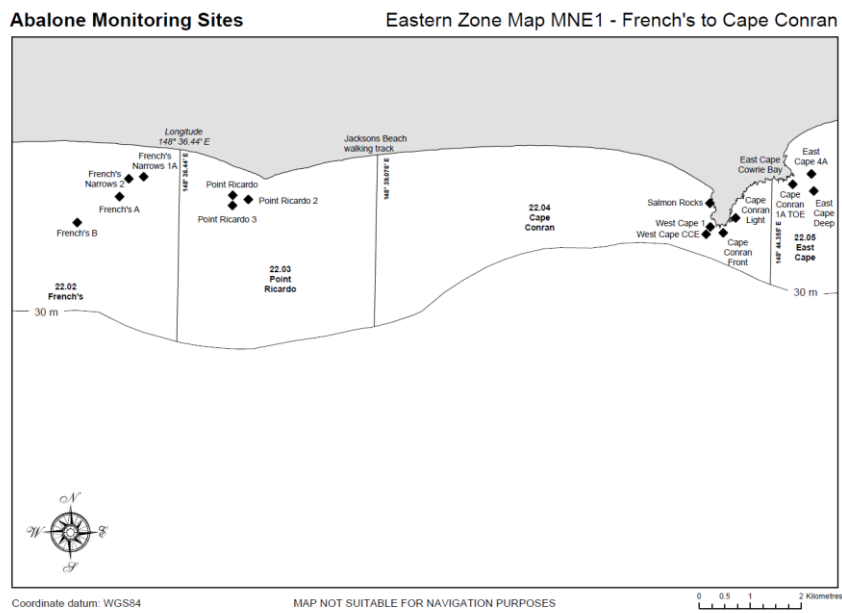 Abalone Monitoring Sites
Eastern Zone Map MNE1 - French's to Cape Conran
Longitude
148° 36.44' E
148° 36.44' E
Jacksons Beach
walking track
148° 39.076' E
French's
Narrows 1A
French's
Narrows 2
French's A
French's B
Point Ricardo
Point Ricardo 2
Point Ricardo 3
East Cape
Cowrie Bay
East
Cape 4A
Salmon Rocks
West Cape 1
West Cape CCE
Cape
Conran
Light
Cape
Conran
Front
Cape
Conran
1A TOE
East
Cape
Deep
148° 44.356' E
22.02
French's
22.03
Point
Ricardo
22.04
Cape
Conran
22.05
East
Cape
30 m
30 m
N
W
E
S
Coordinate datum: WGS84
MAP NOT SUITABLE FOR NAVIGATION PURPOSES
0 0.5 1 2 Kilometres